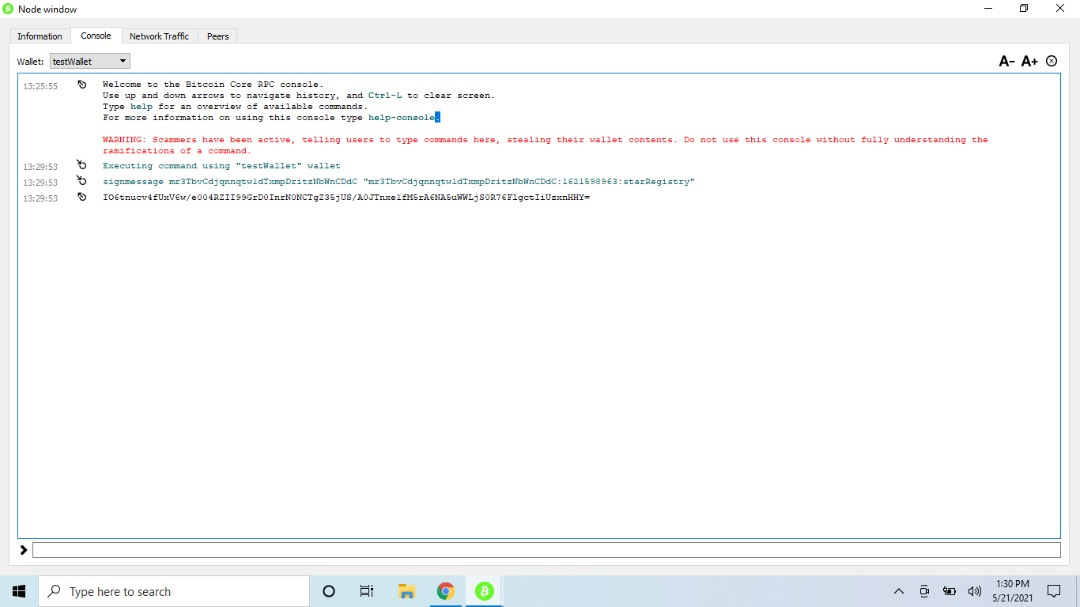 Node window
Information Console Network Traffic Peers
Wallet: testWallet A- A+
13:25:55 Welcome to the Bitcoin Core RPC console.
Use up and down arrows to navigate history, and Ctrl-L to clear screen.
Type help for an overview of available commands.
For more information on using this console type help-console.
WARNING: Scammers have been active, telling users to type commands here, stealing their wallet contents. Do not use this console without fully understanding the
ramifications of a command.
13:29:53 Executing command using "testWallet" wallet
13:29:53 signmessage "mr3TbvCdjqnnqtwldTxmpDritzNbWnCDdC:1621598963:starRegistry"
13:29:53
Type here to search
1:30 PM
5/21/2021